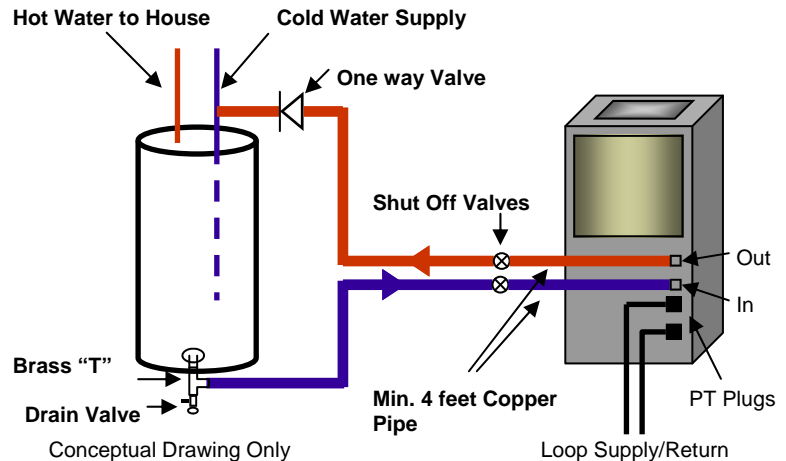 Hot Water to House
Cold Water Supply
One way Valve
Shut Off Valves
Out
In
Brass “T”
Min. 4 feet Copper
Pipe
PT Plugs
Drain Valve
Conceptual Drawing Only
Loop Supply/Return